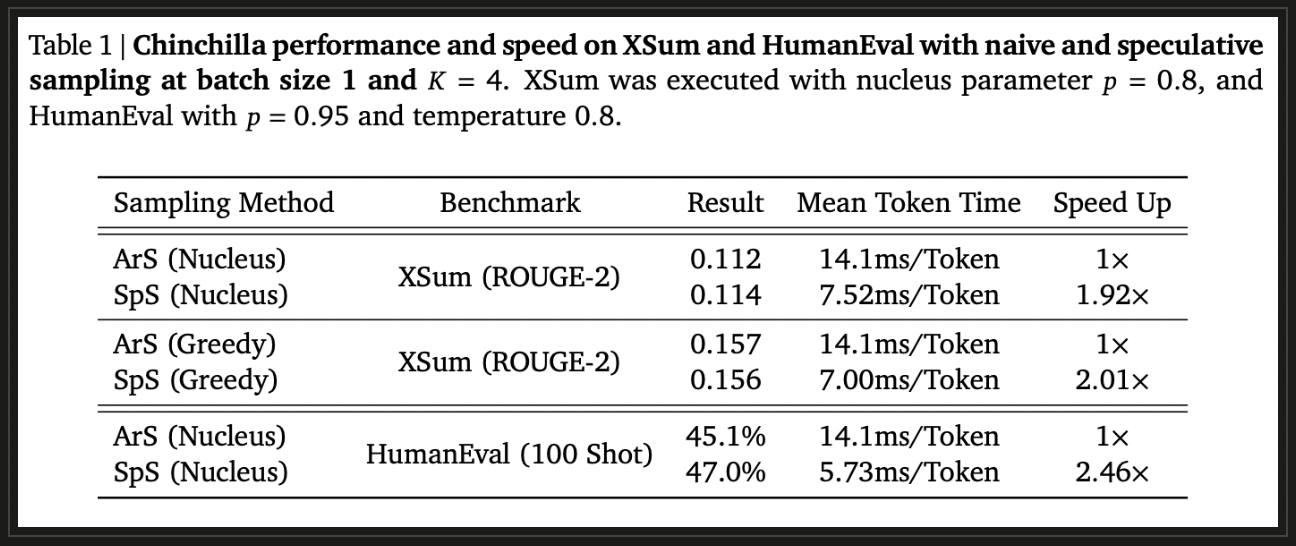 Table 1 | Chinchilla performance and speed on XSum and HumanEval with naive and speculative
sampling at batch size 1 and K = 4. XSum was executed with nucleus parameter p = 0.8, and
HumanEval with p = 0.95 and temperature 0.8.
Sampling Method Benchmark Result Mean Token Time Speed Up
ArS (Nucleus) XSum (ROUGE-2) 0.112 14.1ms/Token 1×
SpS (Nucleus) 0.114 7.52ms/Token 1.92×
ArS (Greedy) XSum (ROUGE-2) 0.157 14.1ms/Token 1×
SpS (Greedy) 0.156 7.00ms/Token 2.01×
ArS (Nucleus) HumanEval (100 Shot) 45.1% 14.1ms/Token 1×
SpS (Nucleus) 47.0% 5.73ms/Token 2.46×